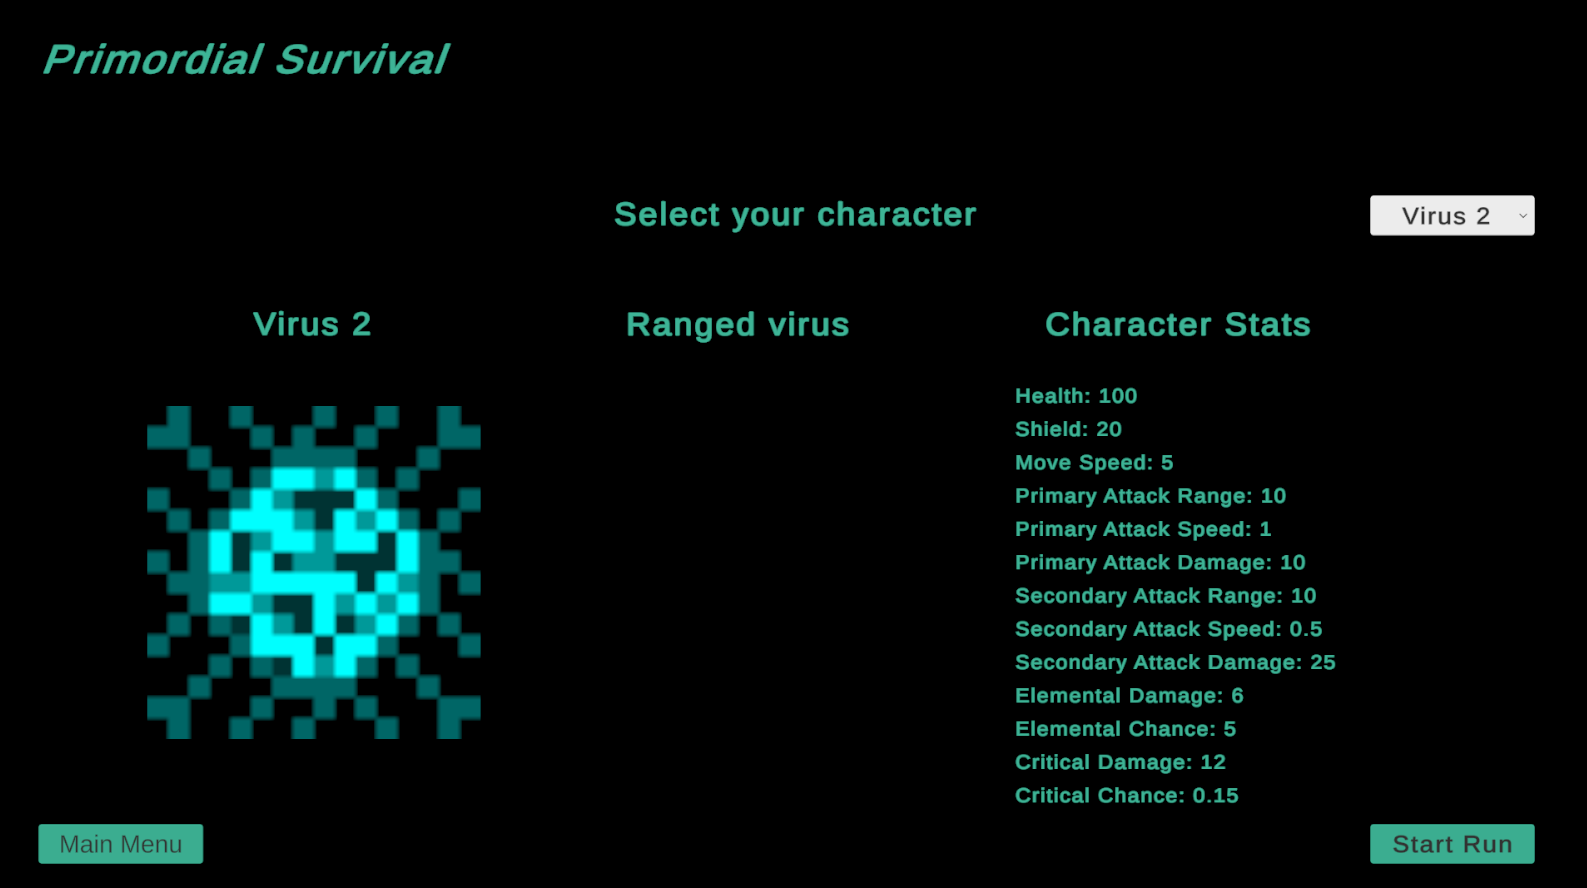 Primordial Survival
Select your character
Virus 2
Virus 2
Ranged virus
Character Stats
Health: 100
Shield: 20
Move Speed: 5
Primary Attack Range: 10
Primary Attack Speed: 1
Primary Attack Damage: 10
Secondary Attack Range: 10
Secondary Attack Speed: 0.5
Secondary Attack Damage: 25
Elemental Damage: 6
Elemental Chance: 5
Critical Damage: 12
Critical Chance: 0.15
Main Menu
Start Run